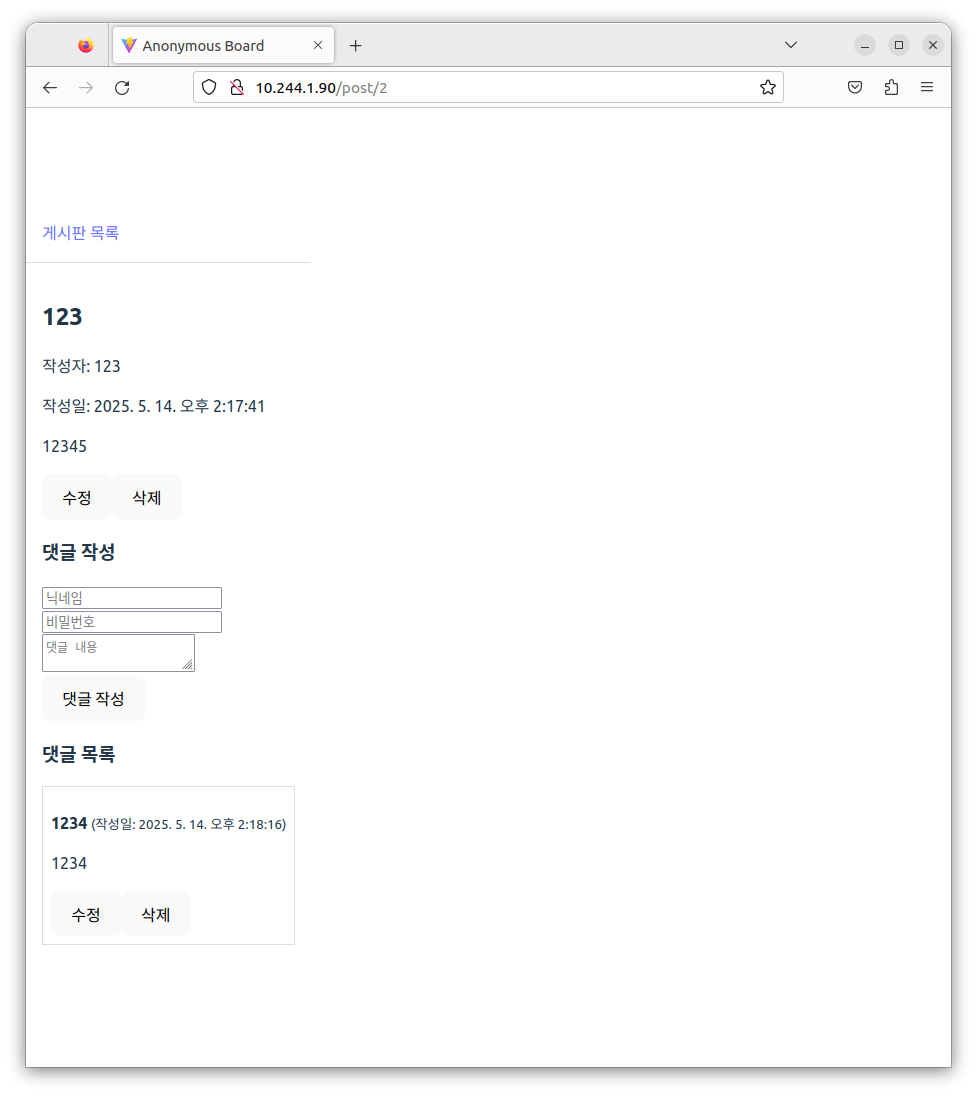 Anonymous Board
10.244.1.90/post/2
게시판 목록
123
작성자: 123
작성일: 2025. 5. 14. 오후 2:17:41
12345
수정 삭제
댓글 작성
닉네임
비밀번호
댓글 내용
댓글 작성
댓글 목록
1234 (작성일: 2025. 5. 14. 오후 2:18:16)
1234
수정 삭제